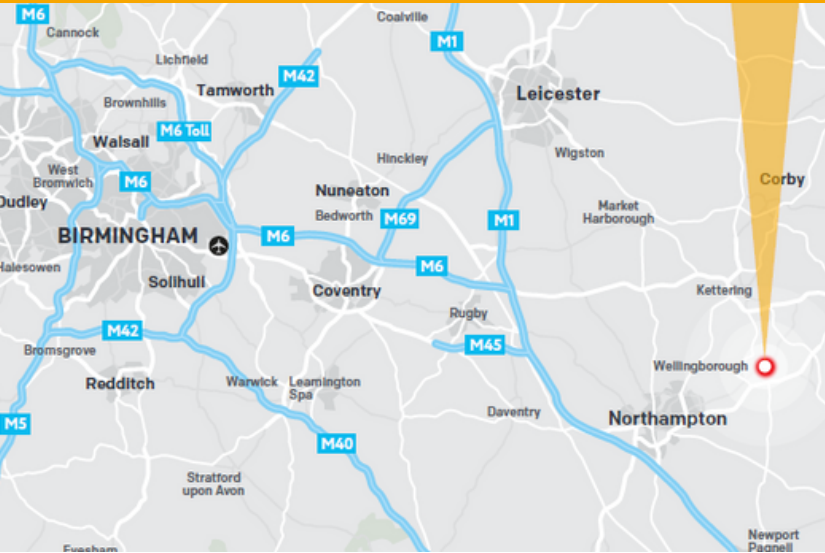 M6
Cannock
Coalville
M1
Lichfield
M42
Tamworth
Leicester
Brownhills
M6 Toll
Walsall
Hinckley
Wigston
West
Bromwich
M6
Nuneaton
Corby
Dudley
Bedworth
M69
M1
Market
Harborough
BIRMINGHAM
M6
M6
Halesowen
Solihull
Coventry
Kettering
Rugby
M42
M45
Bromsgrove
Wellingborough
Redditch
Warwick
Leamington
Spa
Daventry
Northampton
M5
M40
Stratford
upon Avon
Newport
Pagnell
Evesham